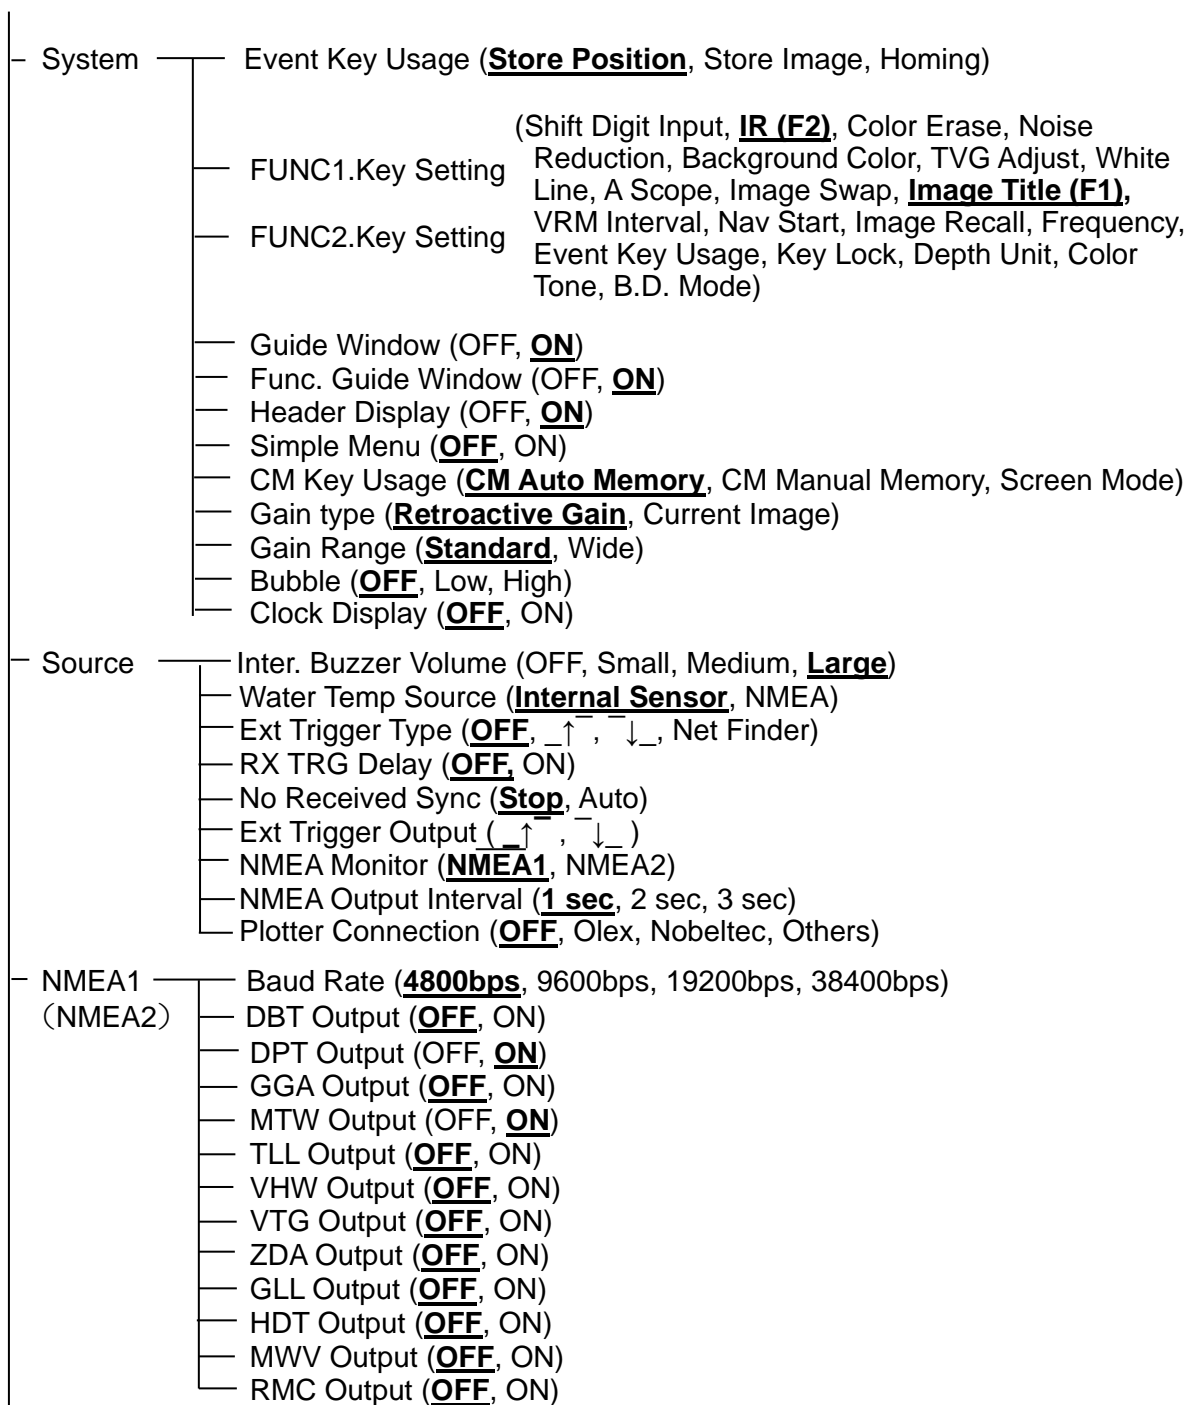 System
Event Key Usage (Store Position, Store Image, Homing)
(Shift Digit Input, IR (F2), Color Erase, Noise
FUNC1.Key Setting
Reduction, Background Color, TVG Adjust, White
Line, A Scope, Image Swap, Image Title (F1),
FUNC2.Key Setting
VRM Interval, Nav Start, Image Recall, Frequency,
Event Key Usage, Key Lock, Depth Unit, Color
Tone, B.D. Mode)
Guide Window (OFF, ON)
Func. Guide Window (OFF, ON)
Header Display (OFF, ON)
Simple Menu (OFF, ON)
CM Key Usage (CM Auto Memory, CM Manual Memory, Screen Mode)
Gain type (Retroactive Gain, Current Image)
Gain Range (Standard, Wide)
Bubble (OFF, Low, High)
Clock Display (OFF, ON)
Source
Inter. Buzzer Volume (OFF, Small, Medium, Large)
Water Temp Source (Internal Sensor, NMEA)
Ext Trigger Type (OFF, _↑‾, ‾↓_, Net Finder)
RX TRG Delay (OFF, ON)
No Received Sync (Stop, Auto)
Ext Trigger Output ( _↑‾ , ‾↓_ )
NMEA Monitor (NMEA1, NMEA2)
NMEA Output Interval (1 sec, 2 sec, 3 sec)
Plotter Connection (OFF, Olex, Nobeltec, Others)
NMEA1
(NMEA2)
Baud Rate (4800bps, 9600bps, 19200bps, 38400bps)
DBT Output (OFF, ON)
DPT Output (OFF, ON)
GGA Output (OFF, ON)
MTW Output (OFF, ON)
TLL Output (OFF, ON)
VHW Output (OFF, ON)
VTG Output (OFF, ON)
ZDA Output (OFF, ON)
GLL Output (OFF, ON)
HDT Output (OFF, ON)
MWV Output (OFF, ON)
RMC Output (OFF, ON)